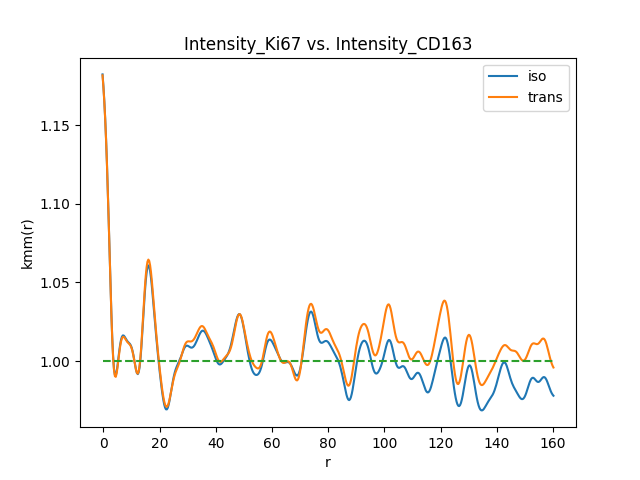 Intensity_Ki67 vs. Intensity_CD163
iso
trans
1.15
1.10
1.05
1.00
kmm(r)
0 20 40 60 80 100 120 140 160
r